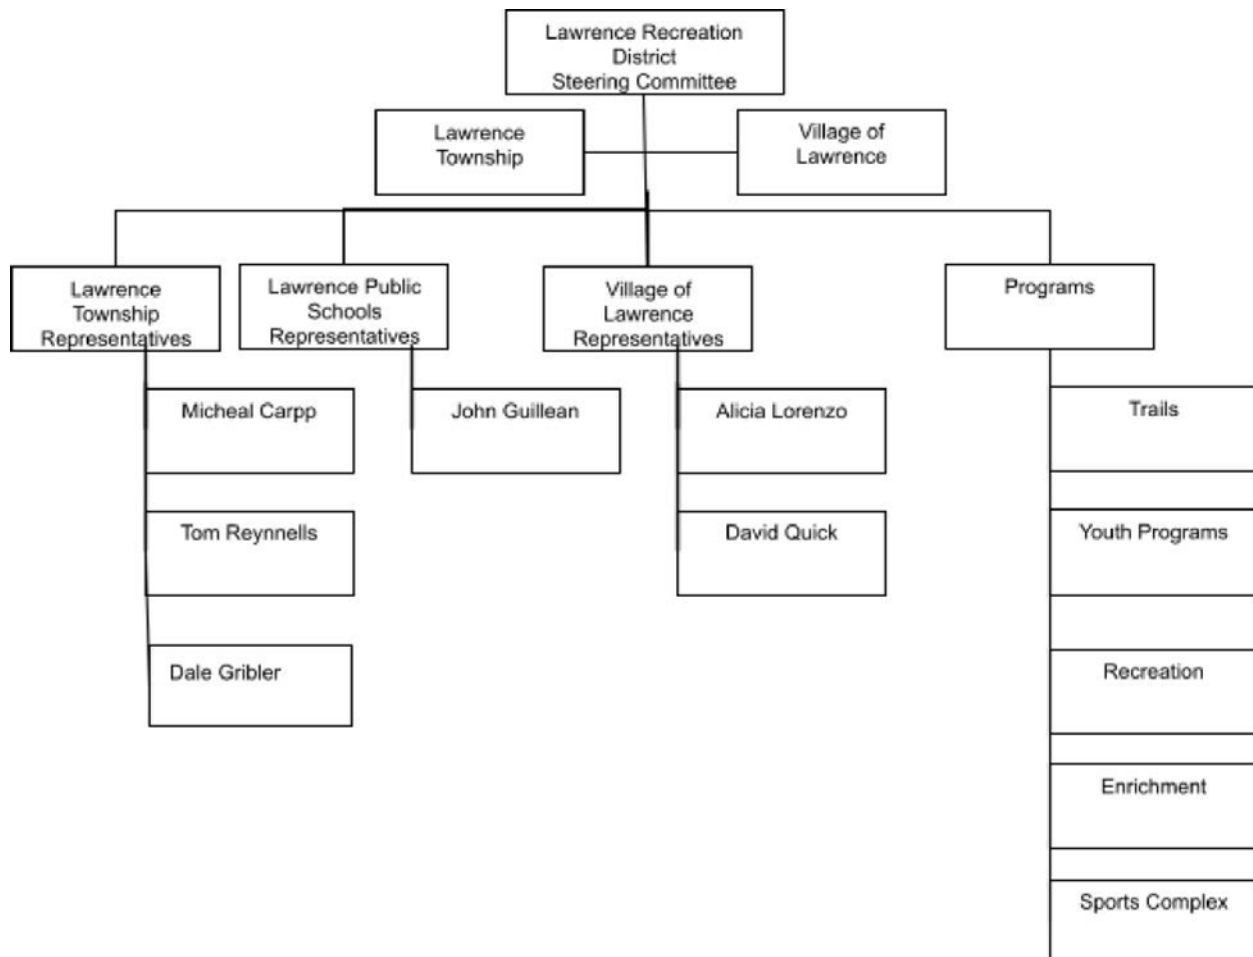 Lawrence Recreation
District
Steering Committee
Lawrence
Township
Village of
Lawrence
Lawrence
Township
Representatives
Lawrence Public
Schools
Representatives
Village of
Lawrence
Representatives
Programs
Micheal Carpp
John Guillean
Alicia Lorenzo
Trails
Tom Reynnells
David Quick
Youth Programs
Dale Gribler
Recreation
Enrichment
Sports Complex